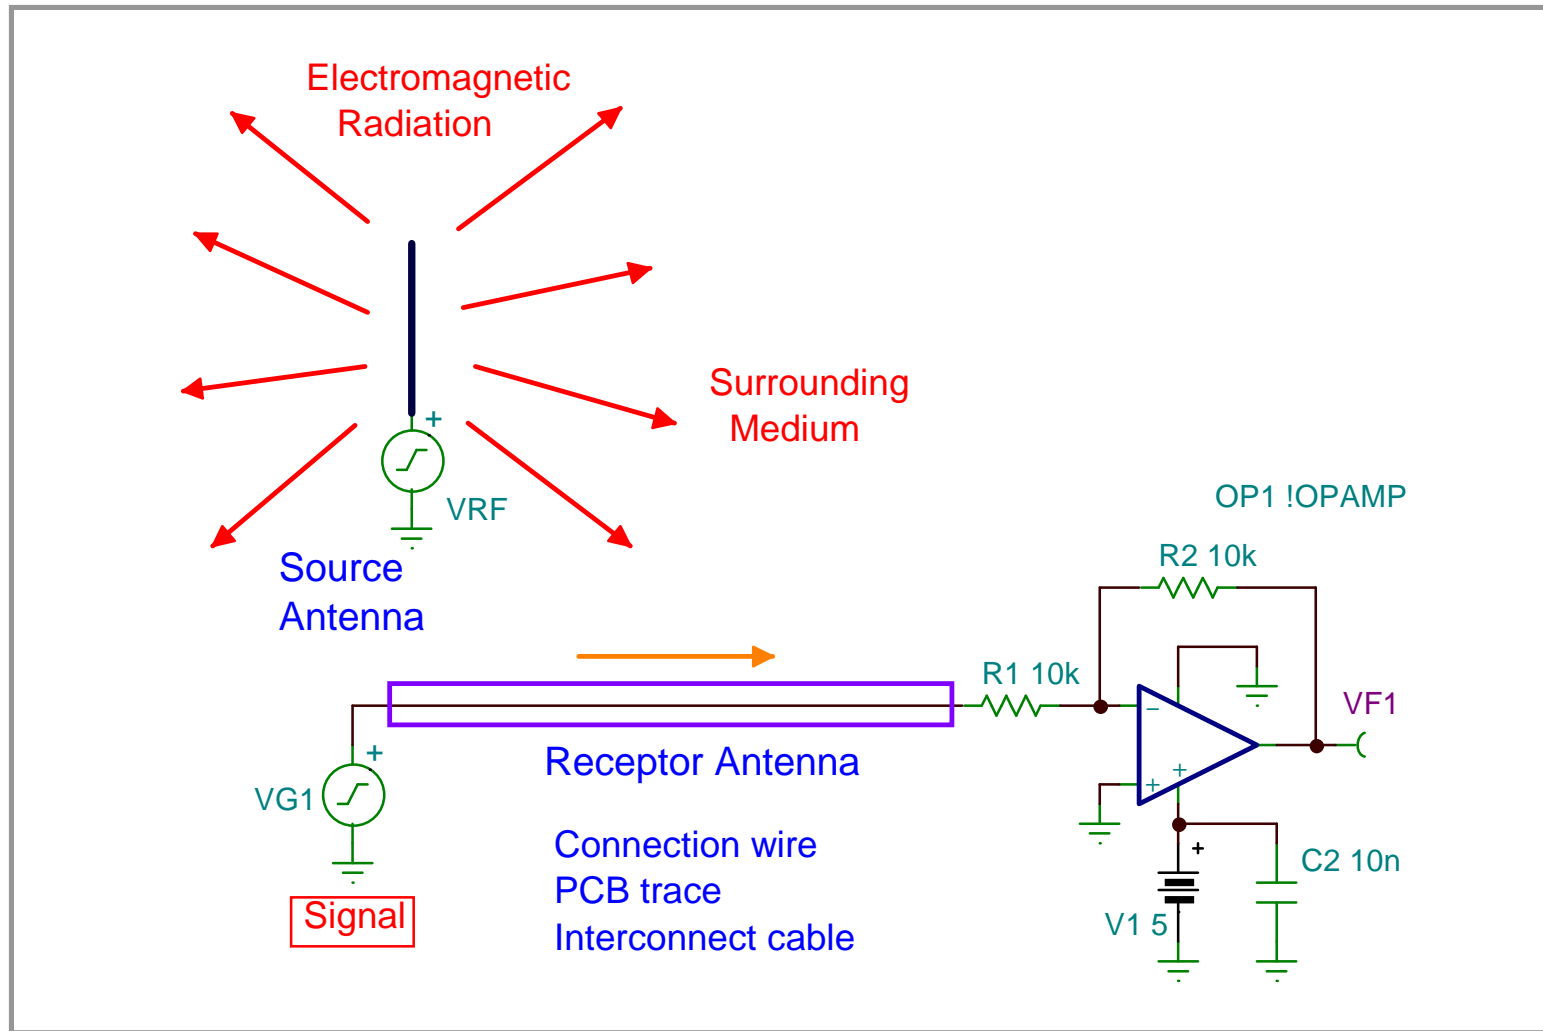 Electromagnetic
Radiation
Surrounding
Medium
+
VRF
Source
Antenna
OP1 !OPAMP
R2 10k
R1 10k
VF1
+
VG1
Receptor Antenna
Signal
Connection wire
PCB trace
Interconnect cable
−
+
+
+
V1 5
C2 10n